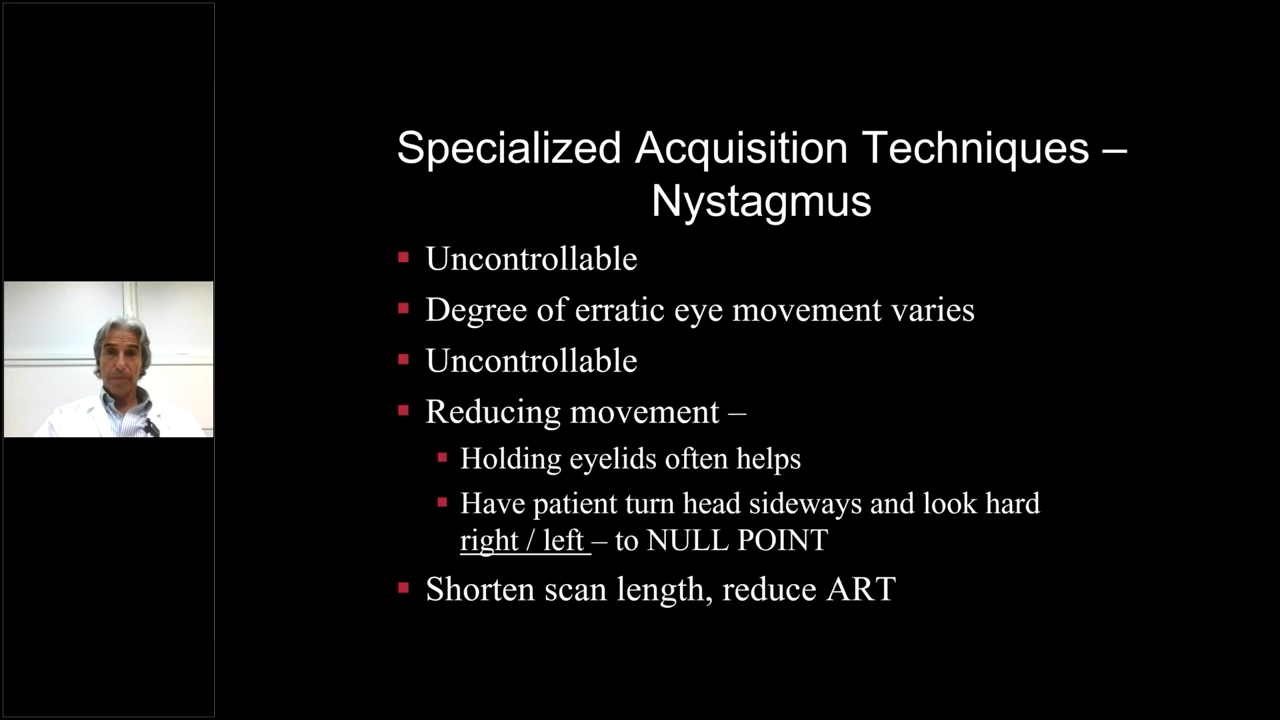 Specialized Acquisition Techniques –
Nystagmus
▪ Uncontrollable
▪ Degree of erratic eye movement varies
▪ Uncontrollable
▪ Reducing movement –
▪ Holding eyelids often helps
▪ Have patient turn head sideways and look hard
right / left – to NULL POINT
▪ Shorten scan length, reduce ART